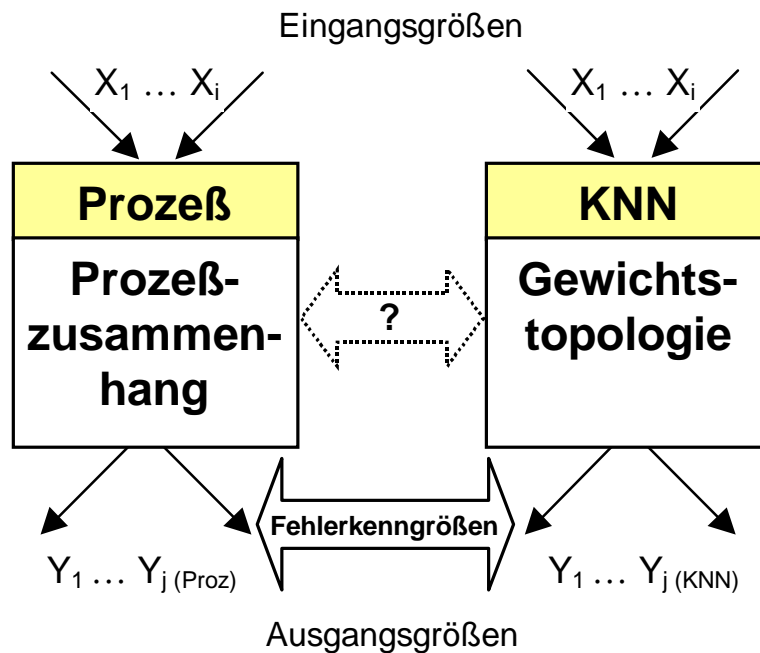 Eingangsgrößen
X1 … Xi
X1 … Xi
Prozeß
Prozeß-
zusammen-
hang
?
KNN
Gewichts-
topologie
Fehlerkenngrößen
Y1 … Yj (Proz)
Y1 … Yj (KNN)
Ausgangsgrößen